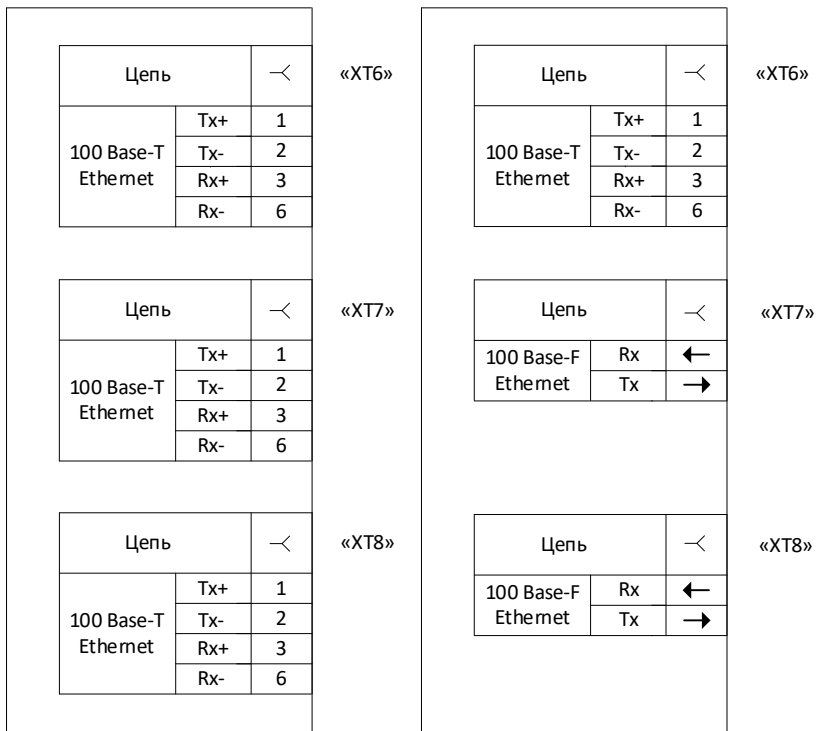 Цепь
«XT6»
100 Base-T
Ethernet
Tx+ 1
Tx- 2
Rx+ 3
Rx- 6
Цепь
«XT7»
100 Base-T
Ethernet
Tx+ 1
Tx- 2
Rx+ 3
Rx- 6
Цепь
«XT8»
100 Base-T
Ethernet
Tx+ 1
Tx- 2
Rx+ 3
Rx- 6
Цепь
«XT6»
100 Base-T
Ethernet
Tx+ 1
Tx- 2
Rx+ 3
Rx- 6
Цепь
«XT7»
100 Base-F
Ethernet
Rx
Tx
Цепь
«XT8»
100 Base-F
Ethernet
Rx
Tx